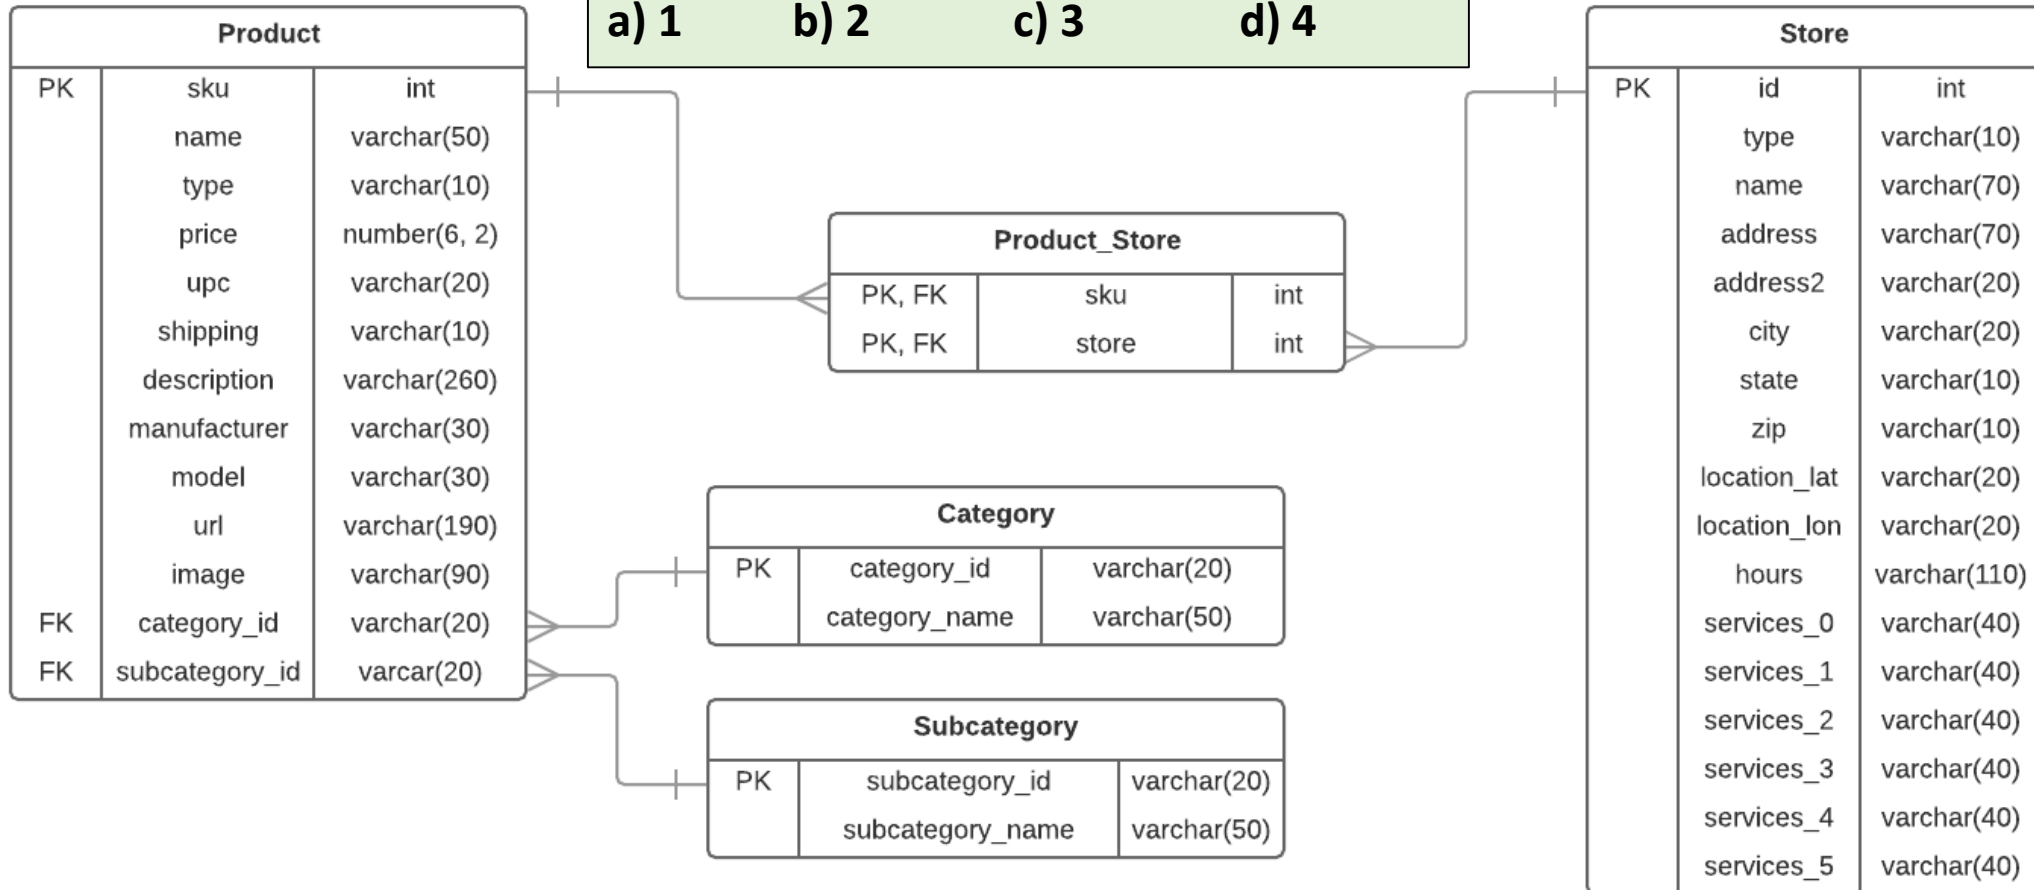 a) 1 b) 2 c) 3 d) 4
Product
PK sku int
name varchar(50)
type varchar(10)
price number(6, 2)
upc varchar(20)
shipping varchar(10)
description varchar(260)
manufacturer varchar(30)
model varchar(30)
url varchar(190)
image varchar(90)
FK category_id varchar(20)
FK subcategory_id varcar(20)
Product_Store
PK, FK sku int
PK, FK store int
Category
PK category_id varchar(20)
category_name varchar(50)
Subcategory
PK subcategory_id varchar(20)
subcategory_name varchar(50)
Store
PK id int
type varchar(10)
name varchar(70)
address varchar(70)
address2 varchar(20)
city varchar(20)
state varchar(10)
zip varchar(10)
location_lat varchar(20)
location_lon varchar(20)
hours varchar(110)
services_0 varchar(40)
services_1 varchar(40)
services_2 varchar(40)
services_3 varchar(40)
services_4 varchar(40)
services_5 varchar(40)